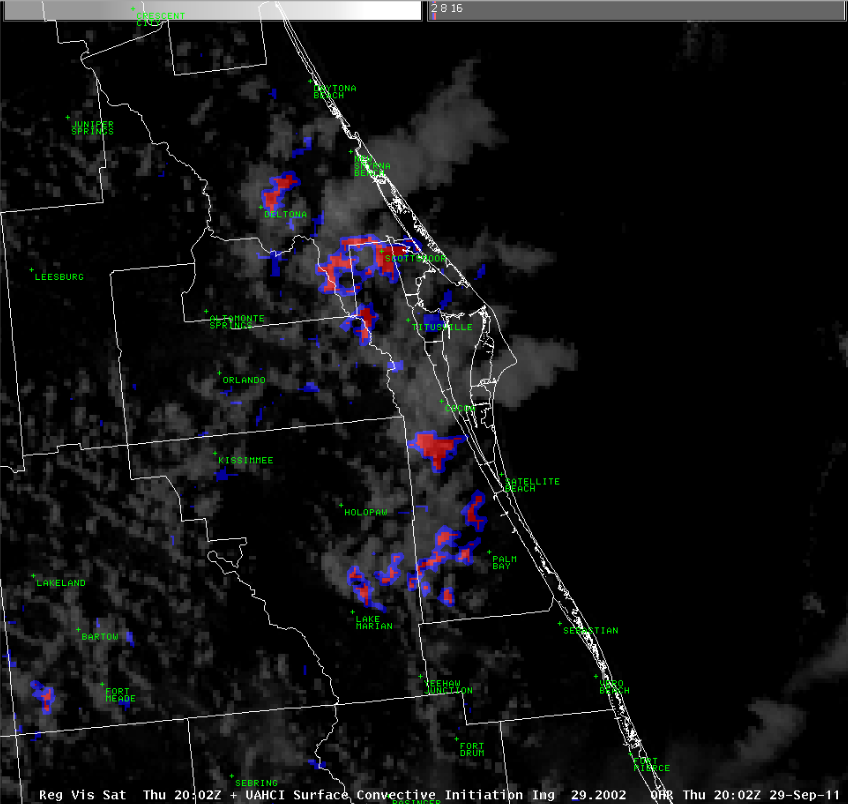 2 8 16
CRESCENT
CITY
DAYTONA
BEACH
JUNIPER
SPRINGS
NEW
SMYRNA
BEACH
DELTONA
SCOTTSMOOR
LEESBURG
ALTAMONTE
SPRINGS
TITUSVILLE
ORLANDO
COCOA
KISSIMMEE
SATELLITE
BEACH
HOLOPAW
PALM
BAY
LAKELAND
LAKE
MARIAN
SEBASTIAN
BARTOW
YEEHAW
JUNCTION
VERO
BEACH
FORT
MEADE
FORT
DRUM
FORT
PIERCE
SEBRING
BASINGER
Reg Vis Sat Thu 20:02Z + UAHCI Surface Convective Initiation Img 29.2002 0HR Thu 20:02Z 29-Sep-11